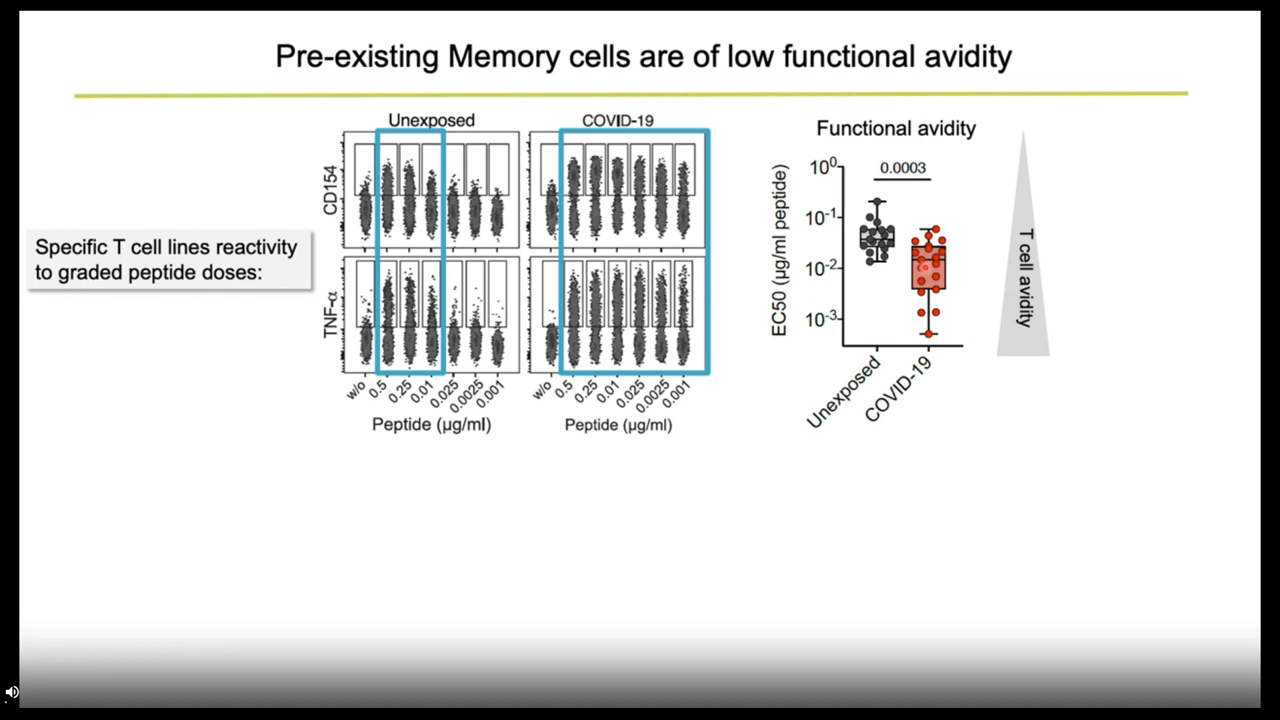 Pre-existing Memory cells are of low functional avidity
Specific T cell lines reactivity
to graded peptide doses:
Unexposed
COVID-19
CD154
TNF-α
w/o 0.5 0.25 0.01 0.025 0.0025 0.001
w/o 0.5 0.25 0.01 0.025 0.0025 0.001
Peptide (μg/ml)
Peptide (μg/ml)
Functional avidity
EC50 (μg/ml peptide)
10⁰
10⁻¹
10⁻²
10⁻³
0.0003
Unexposed
COVID-19
T cell avidity